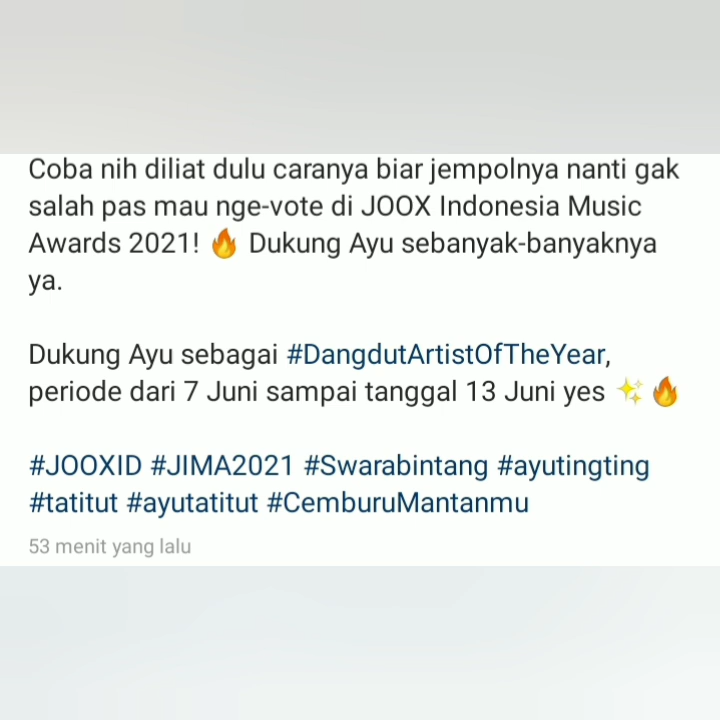 Coba nih diliat dulu caranya biar jempolnya nanti gak
salah pas mau nge-vote di JOOX Indonesia Music
Awards 2021! 🔥 Dukung Ayu sebanyak-banyaknya
ya.
Dukung Ayu sebagai #DangdutArtistOfTheYear,
periode dari 7 Juni sampai tanggal 13 Juni yes ✨🔥
#JOOXID #JIMA2021 #Swarabintang #ayutingting
#tatitut #ayutatitut #CemburuMantanmu
53 menit yang lalu